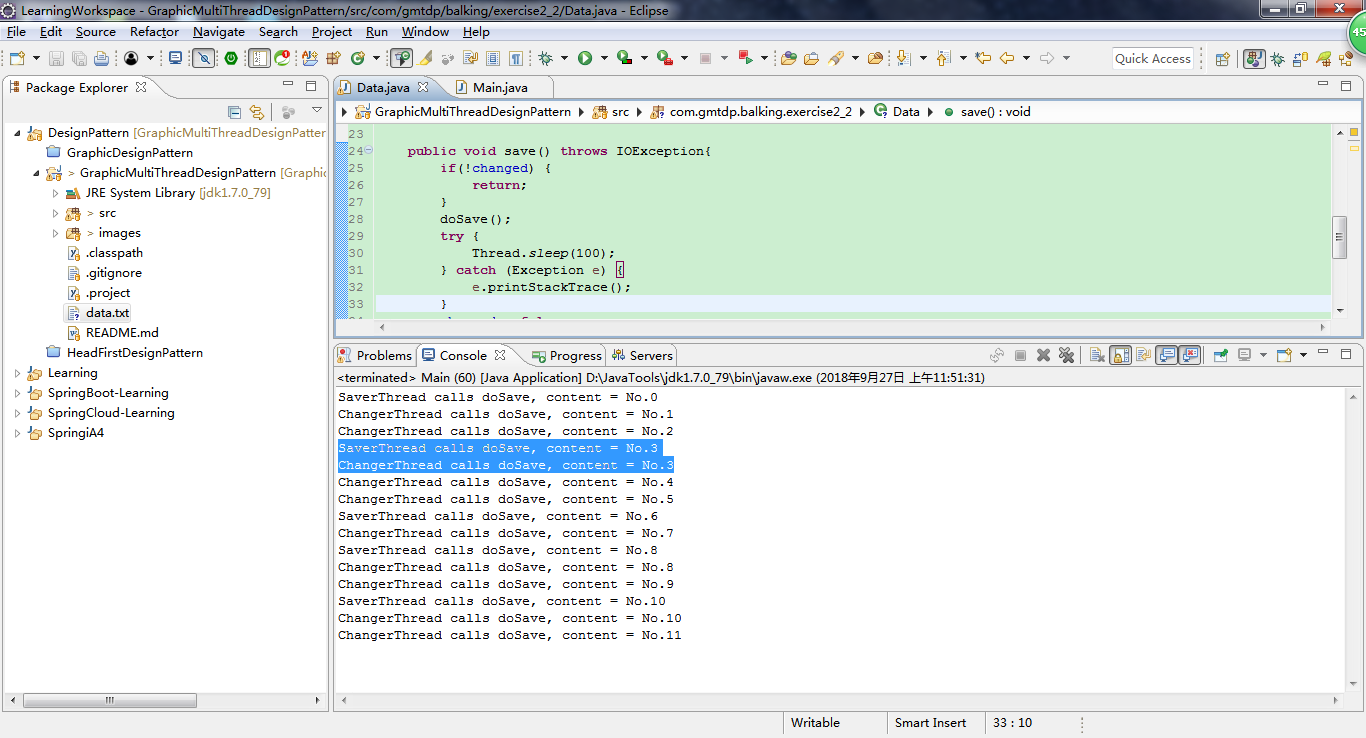 LearningWorkspace - GraphicMultiThreadDesignPattern/src/com/gmtdp/balking/exercise2_2/Data.java - Eclipse
45
File Edit Source Refactor Navigate Search Project Run Window Help
Quick Access
Package Explorer
DesignPattern [GraphicMultiThreadDesignPatter
GraphicDesignPattern
> GraphicMultiThreadDesignPattern [Graphic
JRE System Library [jdk1.7.0_79]
> src
> images
.classpath
.gitignore
.project
data.txt
README.md
HeadFirstDesignPattern
Learning
SpringBoot-Learning
SpringCloud-Learning
SpringiA4
Data.java Main.java
GraphicMultiThreadDesignPattern src com.gmtdp.balking.exercise2_2 Data save() : void
23
24 public void save() throws IOException{
25 if(!changed) {
26 return;
27 }
28 doSave();
29 try {
30 Thread.sleep(100);
31 } catch (Exception e) {
32 e.printStackTrace();
33 }
Problems Console Progress Servers
<terminated> Main (60) [Java Application] D:\JavaTools\jdk1.7.0_79\bin\javaw.exe (2018年9月27日 上午11:51:31)
SaverThread calls doSave, content = No.0
ChangerThread calls doSave, content = No.1
ChangerThread calls doSave, content = No.2
SaverThread calls doSave, content = No.3
ChangerThread calls doSave, content = No.3
ChangerThread calls doSave, content = No.4
ChangerThread calls doSave, content = No.5
SaverThread calls doSave, content = No.6
ChangerThread calls doSave, content = No.7
SaverThread calls doSave, content = No.8
ChangerThread calls doSave, content = No.8
ChangerThread calls doSave, content = No.9
SaverThread calls doSave, content = No.10
ChangerThread calls doSave, content = No.10
ChangerThread calls doSave, content = No.11
Writable Smart Insert 33 : 10